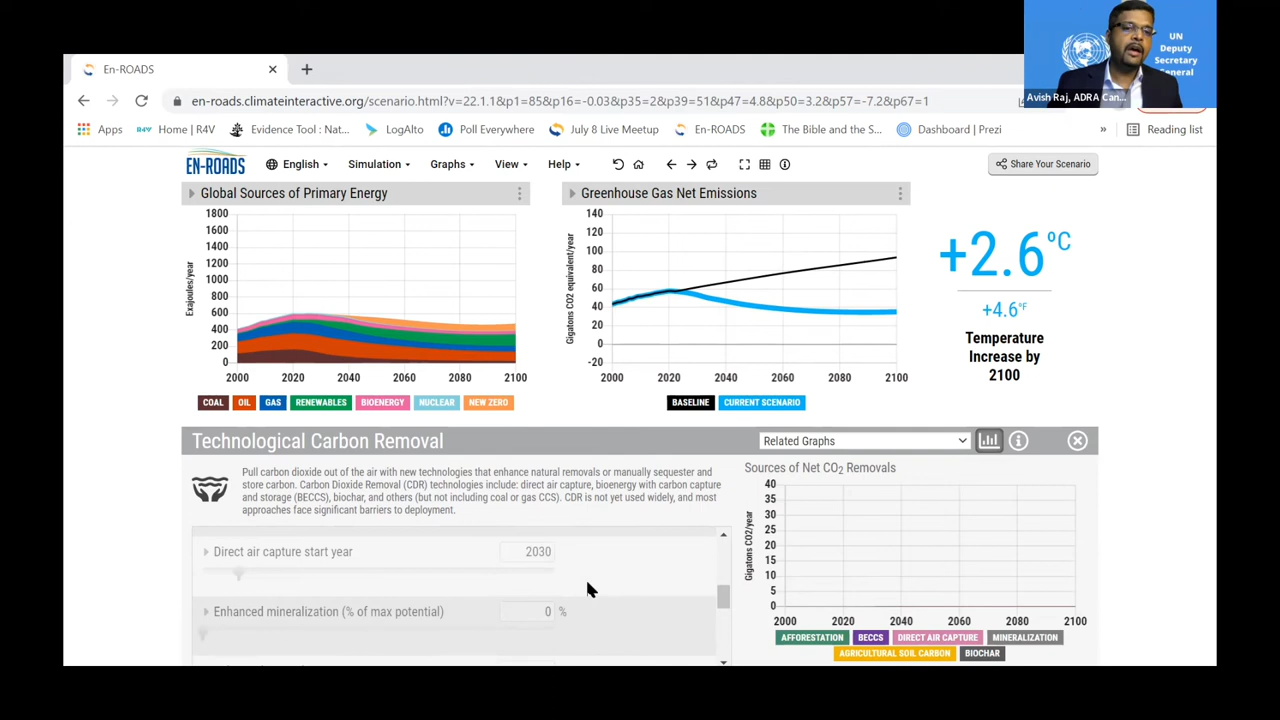 UN
Deputy
Secretary
General
Avish Raj, ADRA Can...
En-ROADS
en-roads.climateinteractive.org/scenario.html?v=22.1.1&p1=85&p16=-0.03&p35=2&p39=51&p47=4.8&p50=3.2&p57=-7.2&p67=1
Apps R4V Home | R4V Evidence Tool : Nat... LogAlto Poll Everywhere July 8 Live Meetup En-ROADS The Bible and the S... Dashboard | Prezi » Reading list
EN-ROADS English Simulation Graphs View Help Share Your Scenario
Global Sources of Primary Energy
1800
1600
1400
1200
1000
800
600
400
200
0
Exajoules/year
2000 2020 2040 2060 2080 2100
COAL OIL GAS RENEWABLES BIOENERGY NUCLEAR NEW ZERO
Greenhouse Gas Net Emissions
140
120
100
80
60
40
20
0
-20
Gigatons CO2 equivalent/year
2000 2020 2040 2060 2080 2100
BASELINE CURRENT SCENARIO
+2.6 ºC
+4.6 °F
Temperature
Increase by
2100
Technological Carbon Removal
Related Graphs
Pull carbon dioxide out of the air with new technologies that enhance natural removals or manually sequester and
store carbon. Carbon Dioxide Removal (CDR) technologies include: direct air capture, bioenergy with carbon capture
and storage (BECCS), biochar, and others (but not including coal or gas CCS). CDR is not yet used widely, and most
approaches face significant barriers to deployment.
Direct air capture start year 2030
Enhanced mineralization (% of max potential) 0 %
Sources of Net CO2 Removals
40
35
30
25
20
15
10
5
0
Gigatons CO2/year
2000 2020 2040 2060 2080 2100
AFFORESTATION BECCS DIRECT AIR CAPTURE MINERALIZATION
AGRICULTURAL SOIL CARBON BIOCHAR